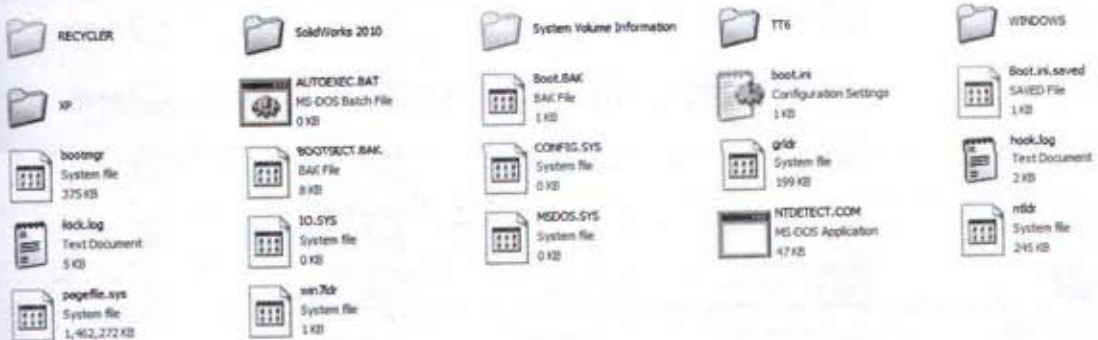 RECYCLER
SolidWorks 2010
System Volume Information
TT6
WINDOWS
XP
AUTOEXEC.BAT
MS-DOS Batch File
0 KB
Boot.BAK
BAK File
1 KB
boot.ini
Configuration Settings
1 KB
Boot.ini.saved
SAVED File
1 KB
bootmgr
System file
375 KB
BOOTSECT.BAK
BAK File
8 KB
CONFIG.SYS
System file
0 KB
grldr
System file
199 KB
hook.log
Text Document
2 KB
lock.log
Text Document
5 KB
IO.SYS
System file
0 KB
MSDOS.SYS
System file
0 KB
NTDETECT.COM
MS-DOS Application
47 KB
ntldr
System file
245 KB
pagefile.sys
System file
1,462,272 KB
win7ldr
System file
1 KB